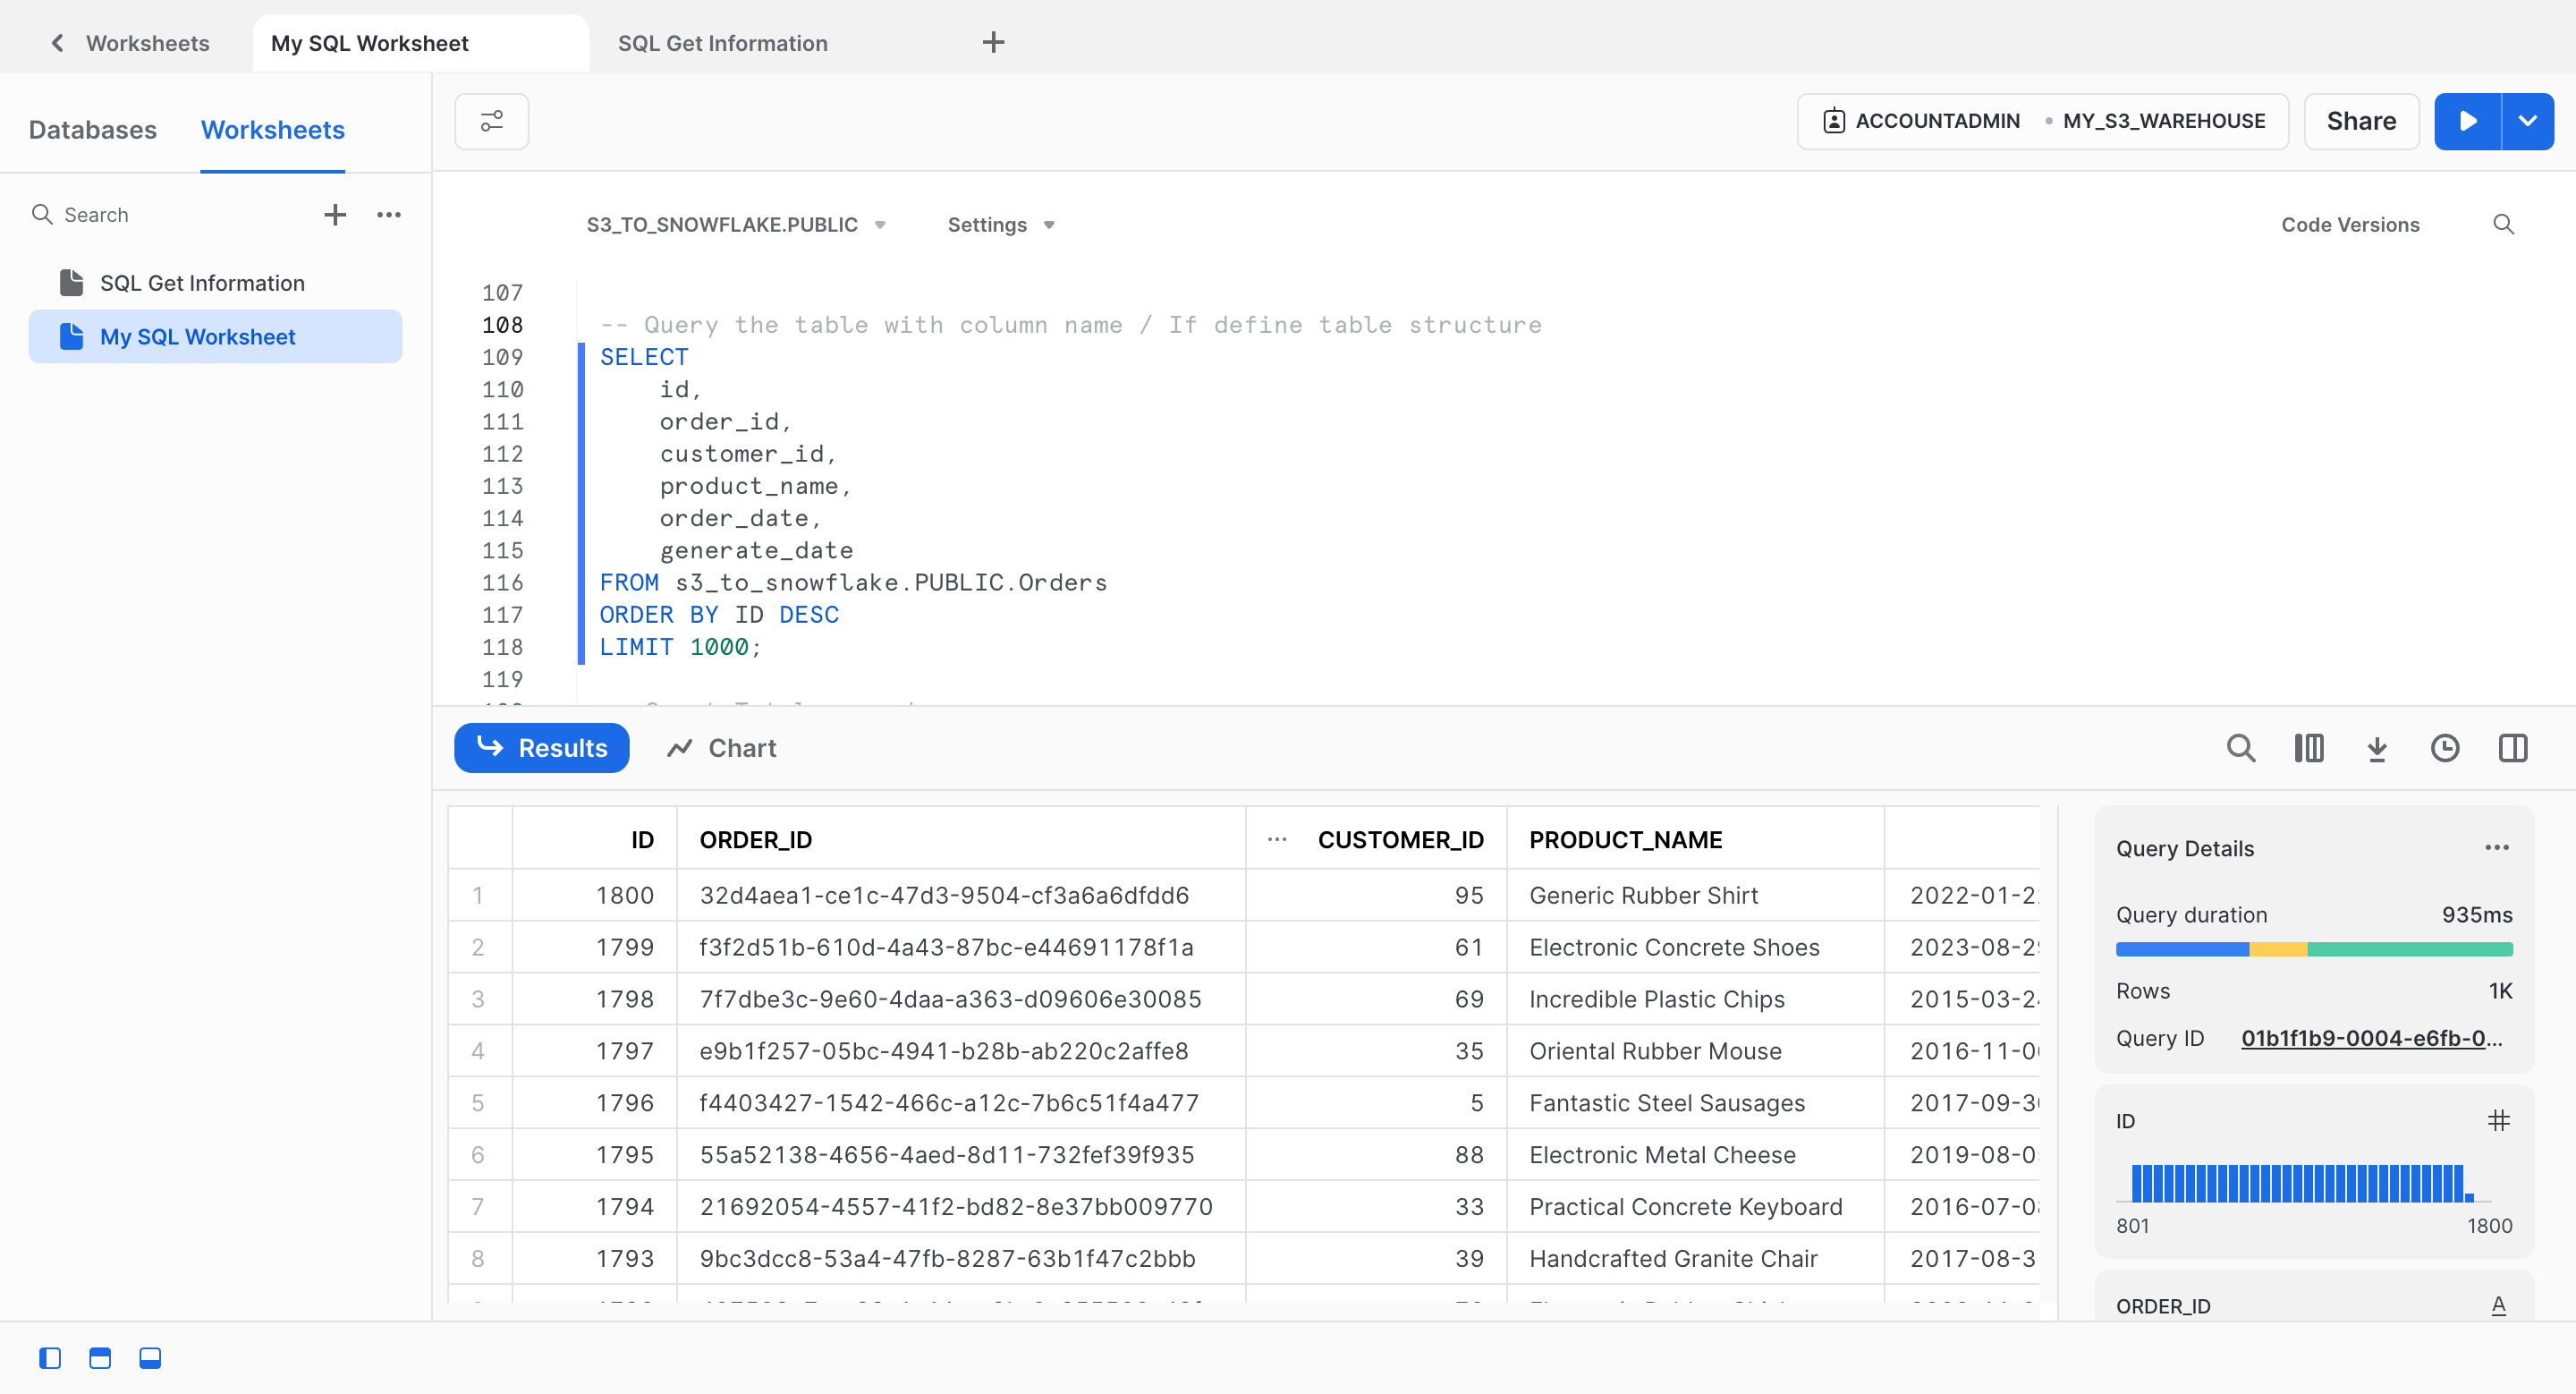 Worksheets
My SQL Worksheet
SQL Get Information
Databases
Worksheets
ACCOUNTADMIN
MY_S3_WAREHOUSE
Share
Search
SQL Get Information
My SQL Worksheet
S3_TO_SNOWFLAKE.PUBLIC
Settings
Code Versions
107
108 -- Query the table with column name / If define table structure
109 SELECT
110 id,
111 order_id,
112 customer_id,
113 product_name,
114 order_date,
115 generate_date
116 FROM s3_to_snowflake.PUBLIC.Orders
117 ORDER BY ID DESC
118 LIMIT 1000;
119
Results
Chart
ID ORDER_ID ... CUSTOMER_ID PRODUCT_NAME
1 1800 32d4aea1-ce1c-47d3-9504-cf3a6a6dfdd6 95 Generic Rubber Shirt 2022-01-2
2 1799 f3f2d51b-610d-4a43-87bc-e44691178f1a 61 Electronic Concrete Shoes 2023-08-2
3 1798 7f7dbe3c-9e60-4daa-a363-d09606e30085 69 Incredible Plastic Chips 2015-03-2
4 1797 e9b1f257-05bc-4941-b28b-ab220c2affe8 35 Oriental Rubber Mouse 2016-11-0
5 1796 f4403427-1542-466c-a12c-7b6c51f4a477 5 Fantastic Steel Sausages 2017-09-3
6 1795 55a52138-4656-4aed-8d11-732fef39f935 88 Electronic Metal Cheese 2019-08-0
7 1794 21692054-4557-41f2-bd82-8e37bb009770 33 Practical Concrete Keyboard 2016-07-0
8 1793 9bc3dcc8-53a4-47fb-8287-63b1f47c2bbb 39 Handcrafted Granite Chair 2017-08-3
Query Details
Query duration 935ms
Rows 1K
Query ID 01b1f1b9-0004-e6fb-0...
ID
801 1800
ORDER_ID A